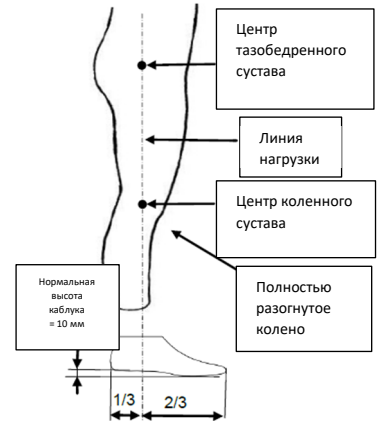 Центр
тазобедренного
сустава
Линия
нагрузки
Центр коленного
сустава
Полностью
разогнутое
колено
Нормальная
высота
каблука
= 10 мм
1/3
2/3